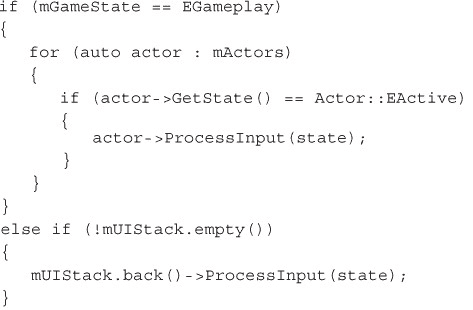 if (mGameState == EGameplay)
{
   for (auto actor : mActors)
   {
      if (actor->GetState() == Actor::EActive)
      {
         actor->ProcessInput(state);
      }
   }
}
else if (!mUIStack.empty())
{
   mUIStack.back()->ProcessInput(state);
}